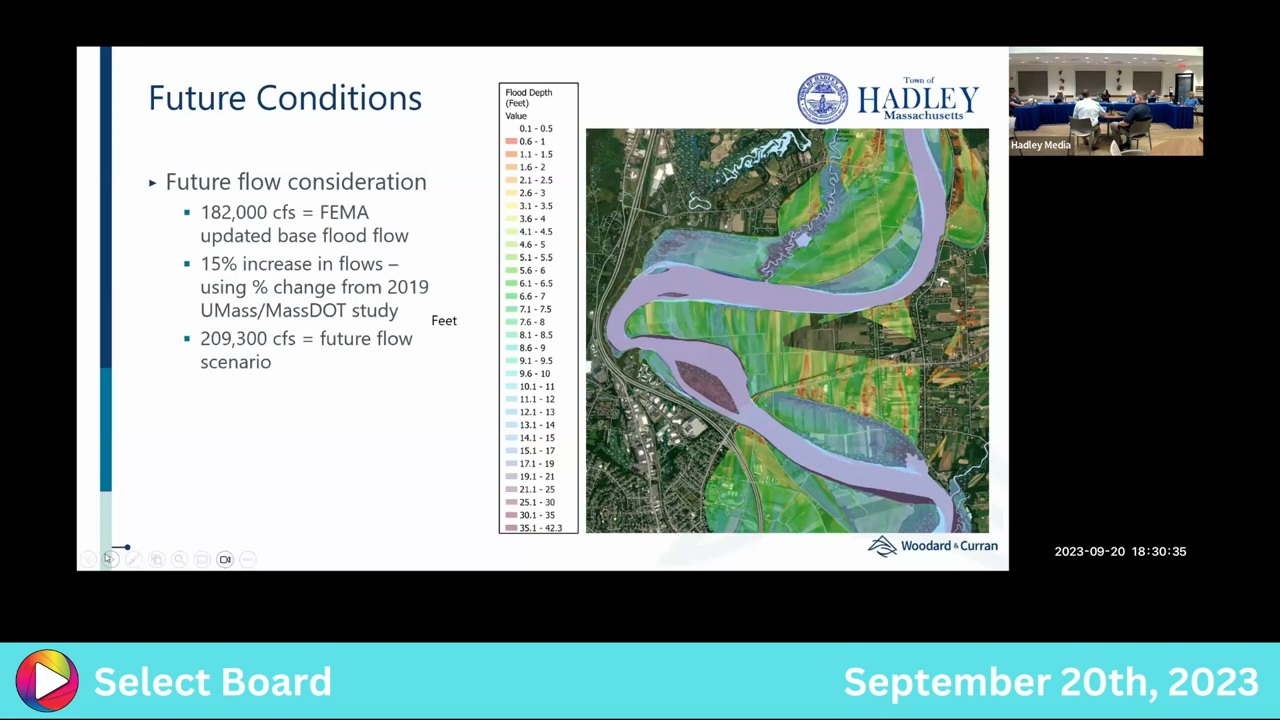 Future Conditions
Future flow consideration
182,000 cfs = FEMA
updated base flood flow
15% increase in flows –
using % change from 2019
UMass/MassDOT study
209,300 cfs = future flow
scenario
Feet
Flood Depth
(Feet)
Value
0.1 - 0.5
0.6 - 1
1.1 - 1.5
1.6 - 2
2.1 - 2.5
2.6 - 3
3.1 - 3.5
3.6 - 4
4.1 - 4.5
4.6 - 5
5.1 - 5.5
5.6 - 6
6.1 - 6.5
6.6 - 7
7.1 - 7.5
7.6 - 8
8.1 - 8.5
8.6 - 9
9.1 - 9.5
9.6 - 10
10.1 - 11
11.1 - 12
12.1 - 13
13.1 - 14
14.1 - 15
15.1 - 17
17.1 - 19
19.1 - 21
21.1 - 25
25.1 - 30
30.1 - 35
35.1 - 42.3
Town of
HADLEY
Massachusetts
Woodard & Curran
Hadley Media
2023-09-20 18:30:35
Select Board
September 20th, 2023